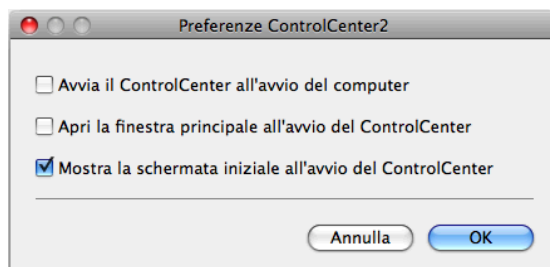 Preferenze ControlCenter2
Avvia il ControlCenter all'avvio del computer
Apri la finestra principale all'avvio del ControlCenter
Mostra la schermata iniziale all'avvio del ControlCenter
Annulla
OK